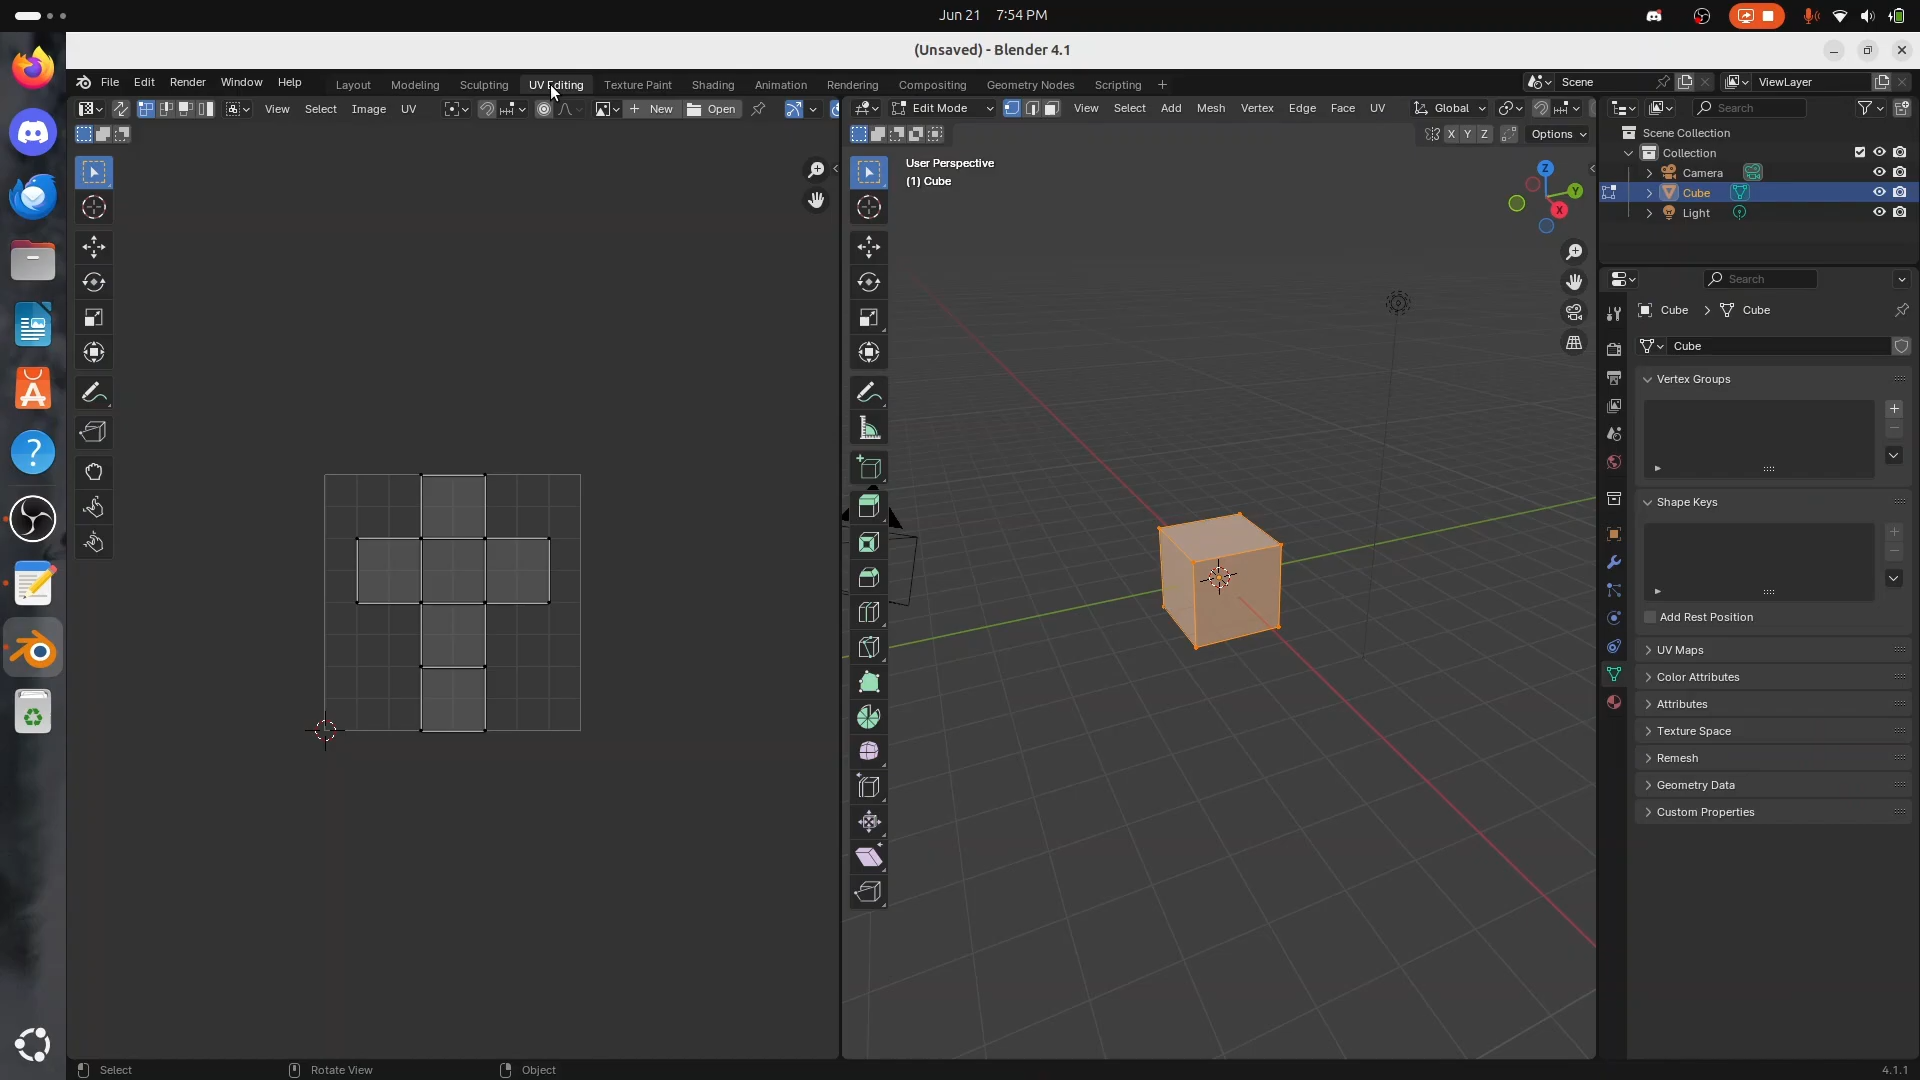 Jun 21 7:54 PM
(Unsaved) - Blender 4.1
File Edit Render Window Help Layout Modeling Sculpting UV Editing Texture Paint Shading Animation Rendering Compositing Geometry Nodes Scripting + Scene ViewLayer
View Select Image UV New Open Edit Mode View Select Add Mesh Vertex Edge Face UV Global Search
X Y Z Options
Scene Collection
Collection
Camera
Cube
Light
User Perspective
(1) Cube
Z
Y
X
Search
Cube > Cube
Cube
Vertex Groups
Shape Keys
Add Rest Position
UV Maps
Color Attributes
Attributes
Texture Space
Remesh
Geometry Data
Custom Properties
Select Rotate View Object 4.1.1